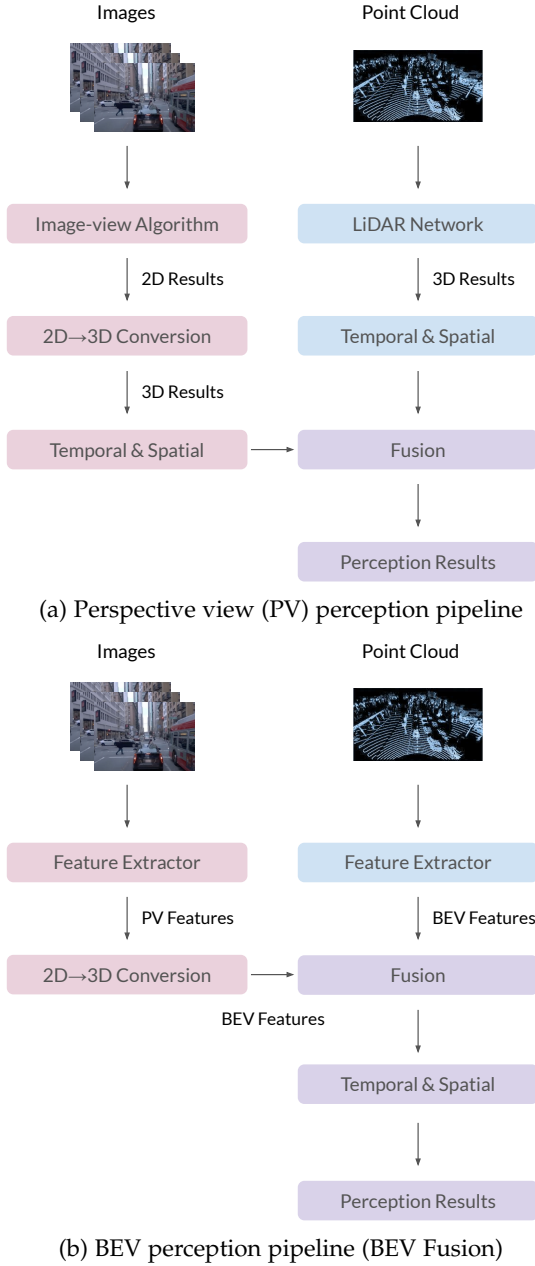 Images
Point Cloud
Image-view Algorithm
LiDAR Network
2D Results
3D Results
2D→3D Conversion
Temporal & Spatial
3D Results
Temporal & Spatial
Fusion
Perception Results
(a) Perspective view (PV) perception pipeline
Images
Point Cloud
Feature Extractor
Feature Extractor
PV Features
BEV Features
2D→3D Conversion
Fusion
BEV Features
Temporal & Spatial
Perception Results
(b) BEV perception pipeline (BEV Fusion)